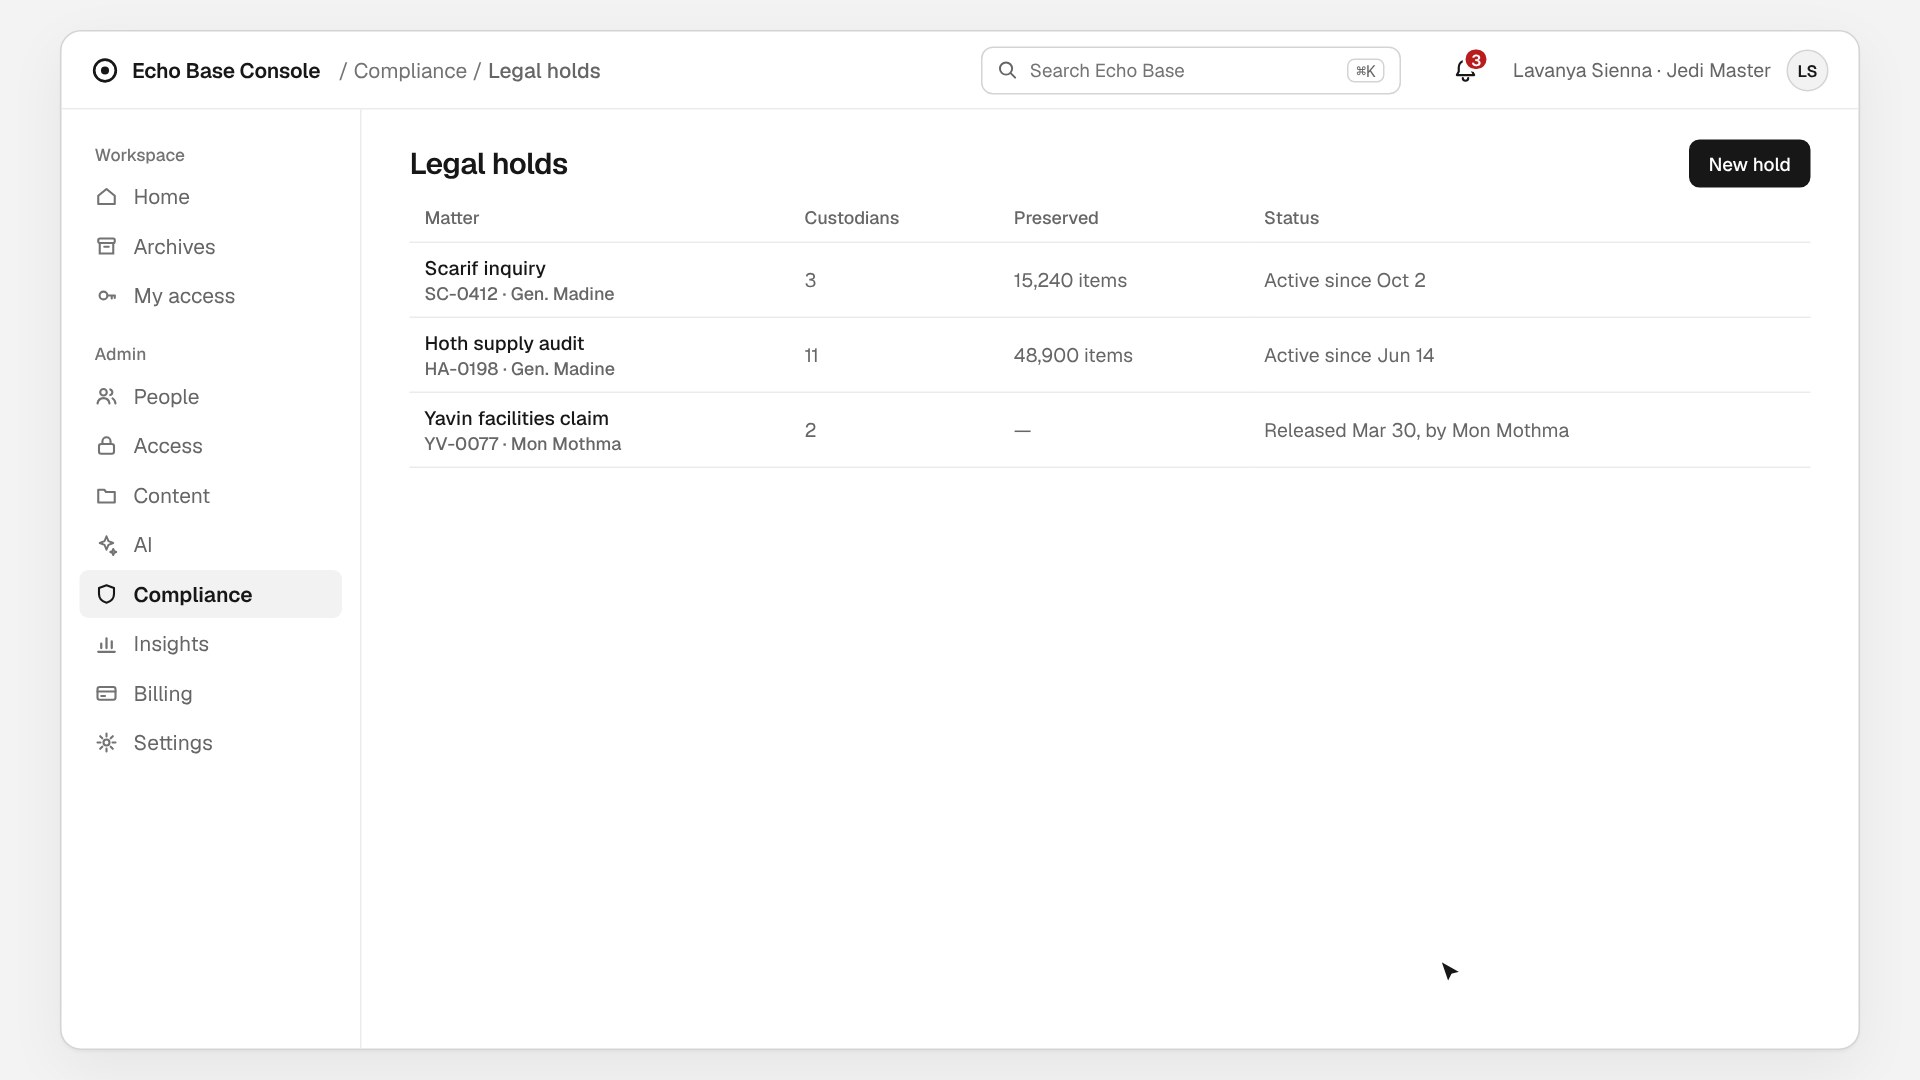 Echo Base Console / Compliance / Legal holds
Search Echo Base ⌘K
3
Lavanya Sienna · Jedi Master LS
Workspace
Home
Archives
My access
Admin
People
Access
Content
AI
Compliance
Insights
Billing
Settings
Legal holds
New hold
Matter Custodians Preserved Status
Scarif inquiry
SC-0412 · Gen. Madine
3 15,240 items Active since Oct 2
Hoth supply audit
HA-0198 · Gen. Madine
11 48,900 items Active since Jun 14
Yavin facilities claim
YV-0077 · Mon Mothma
2 — Released Mar 30, by Mon Mothma